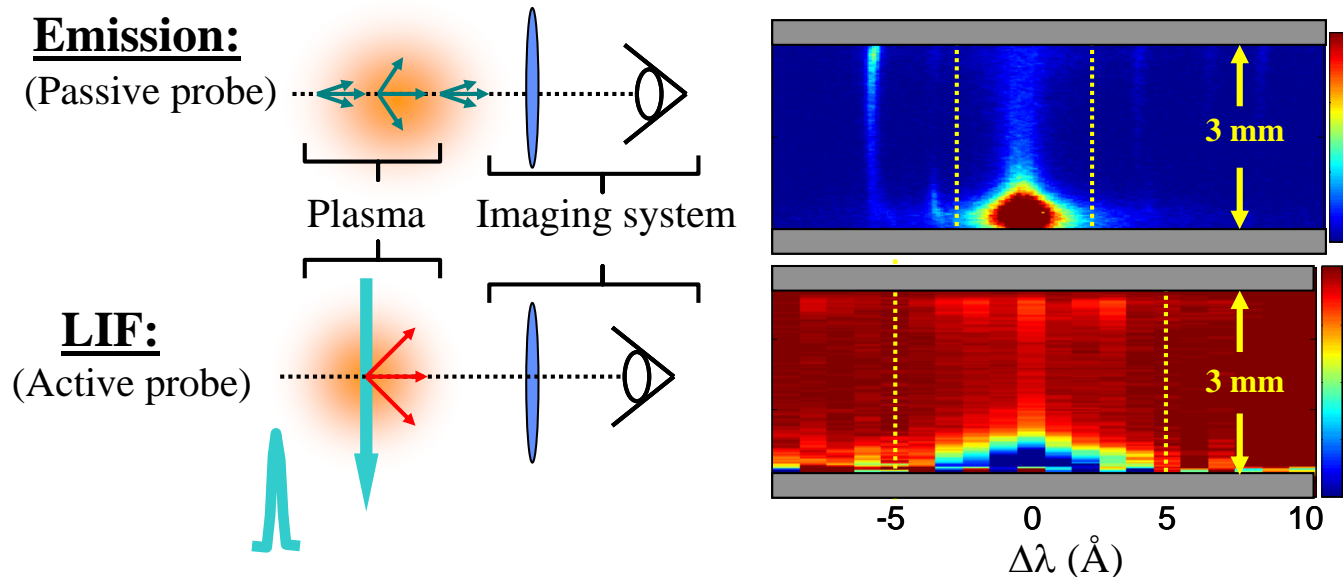 Emission:
(Passive probe)
Plasma
Imaging system
LIF:
(Active probe)
3 mm
3 mm
-5 0 5 10
Δλ (Å)